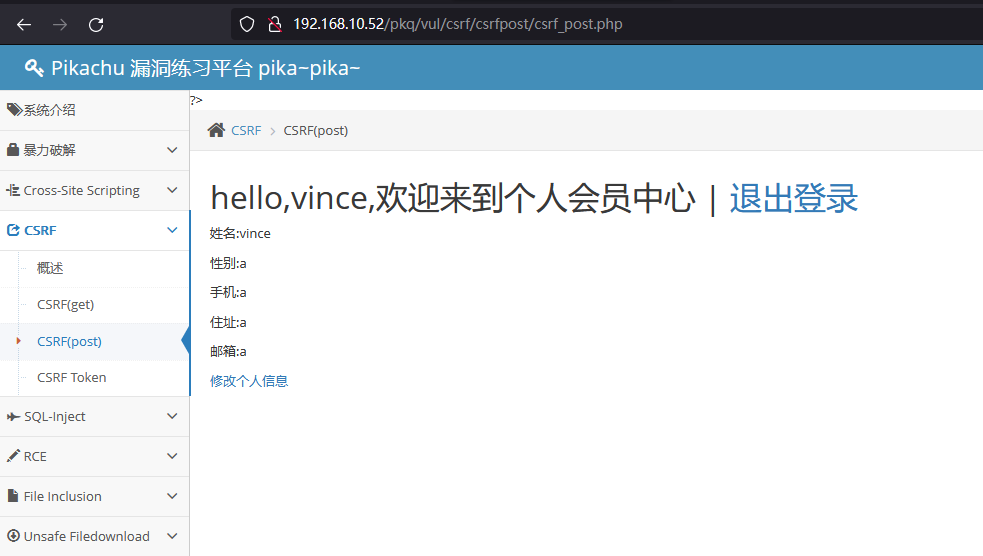 192.168.10.52/pkq/vul/csrf/csrfpost/csrf_post.php
Pikachu 漏洞练习平台 pika~pika~
系统介绍
暴力破解
Cross-Site Scripting
CSRF
概述
CSRF(get)
CSRF(post)
CSRF Token
SQL-Inject
RCE
File Inclusion
Unsafe Filedownload
?>
CSRF > CSRF(post)
hello,vince,欢迎来到个人会员中心 | 退出登录
姓名:vince
性别:a
手机:a
住址:a
邮箱:a
修改个人信息